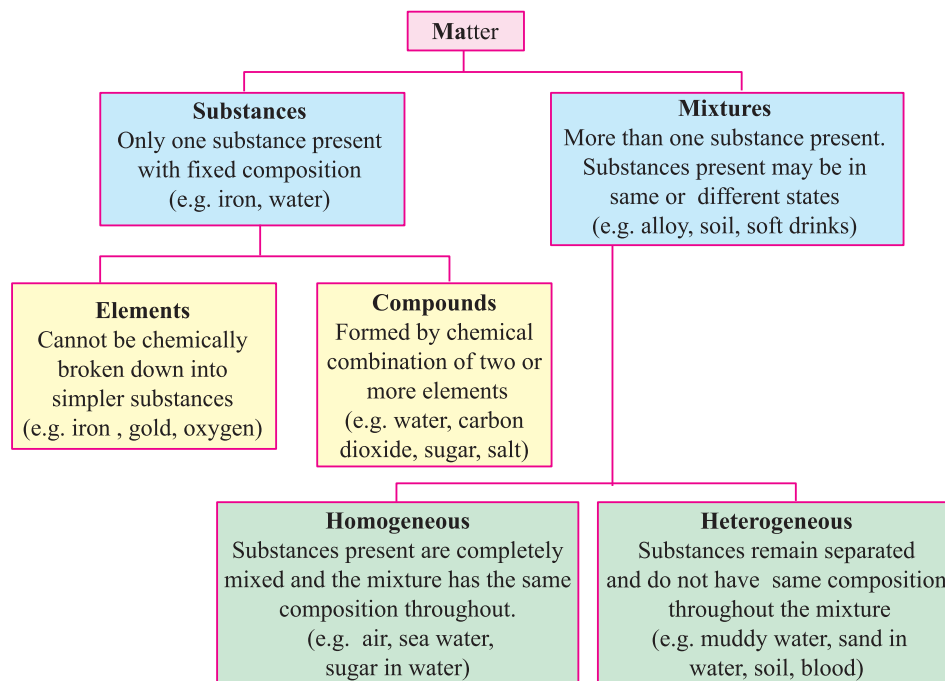 Matter
Substances
Only one substance present
with fixed composition
(e.g. iron, water)
Mixtures
More than one substance present.
Substances present may be in
same or different states
(e.g. alloy, soil, soft drinks)
Elements
Cannot be chemically
broken down into
simpler substances
(e.g. iron , gold, oxygen)
Compounds
Formed by chemical
combination of two or
more elements
(e.g. water, carbon
dioxide, sugar, salt)
Homogeneous
Substances present are completely
mixed and the mixture has the same
composition throughout.
(e.g. air, sea water,
sugar in water)
Heterogeneous
Substances remain separated
and do not have same composition
throughout the mixture
(e.g. muddy water, sand in
water, soil, blood)